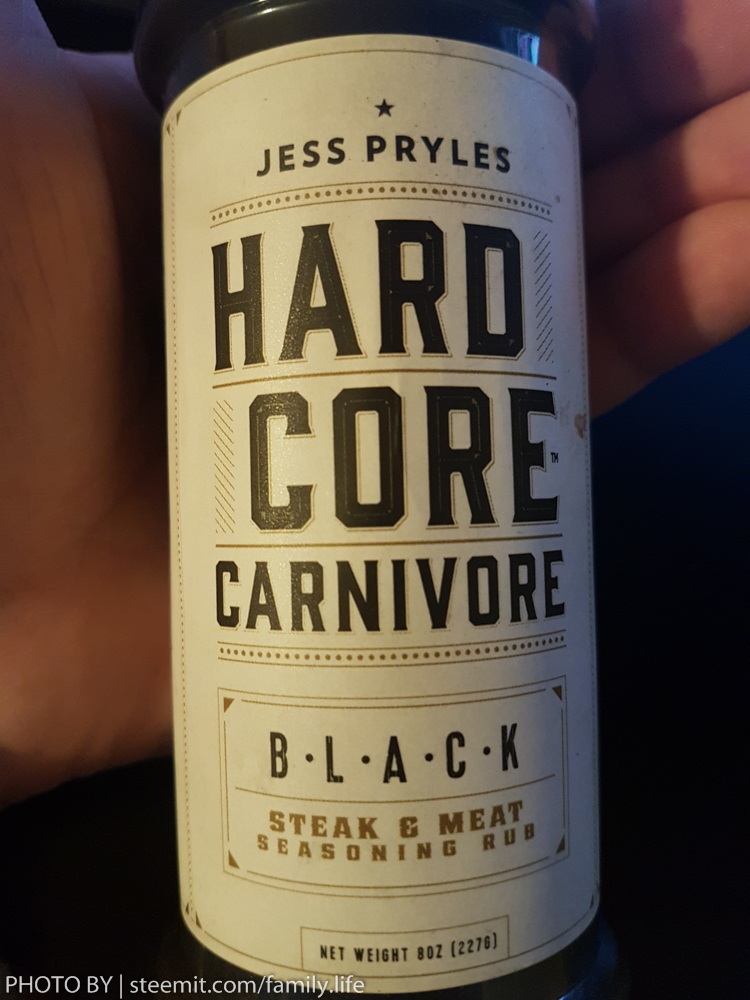 JESS PRYLES
HARD
CORE™
CARNIVORE
B·L·A·C·K
STEAK & MEAT
SEASONING RUB
NET WEIGHT 8OZ (227G)
PHOTO BY | steemit.com/family.life